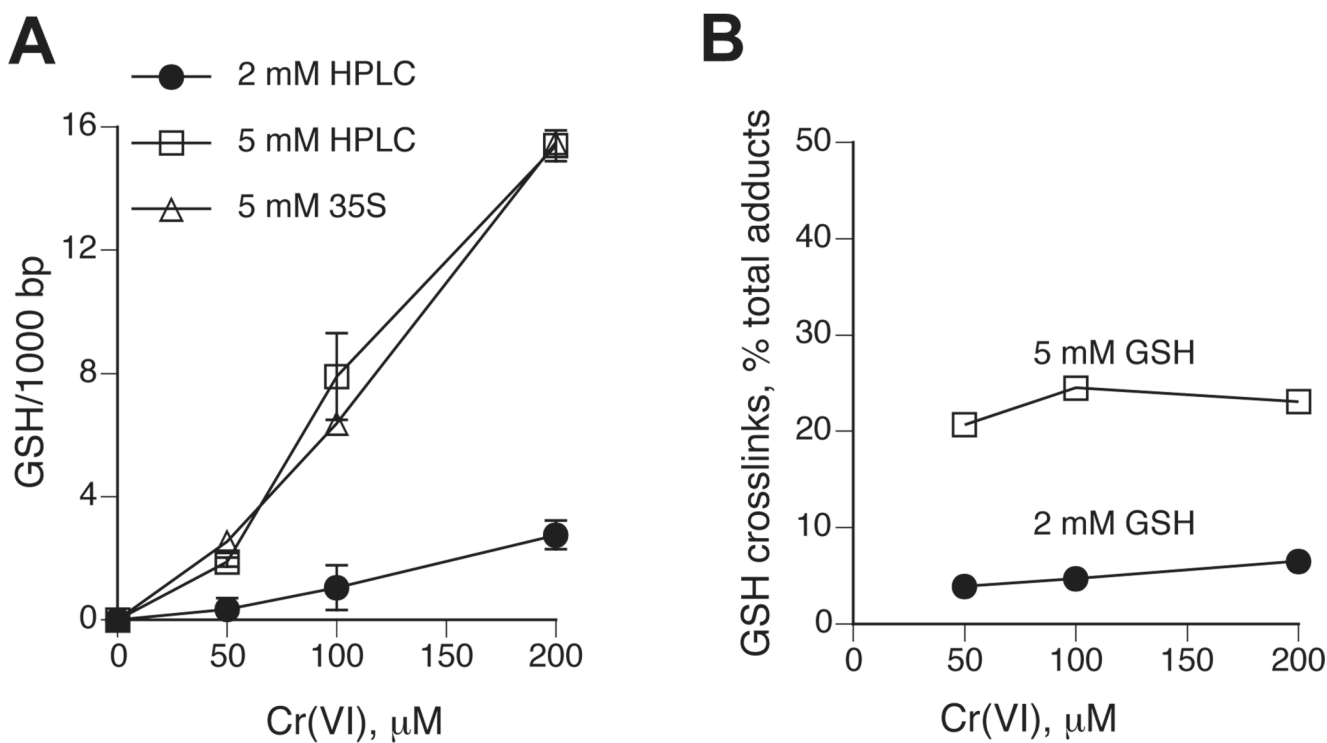 A
2 mM HPLC
5 mM HPLC
5 mM 35S
16
12
8
4
0
GSH/1000 bp
0 50 100 150 200
Cr(VI), μM
B
50
40
30
20
10
0
GSH crosslinks, % total adducts
5 mM GSH
2 mM GSH
0 50 100 150 200
Cr(VI), μM